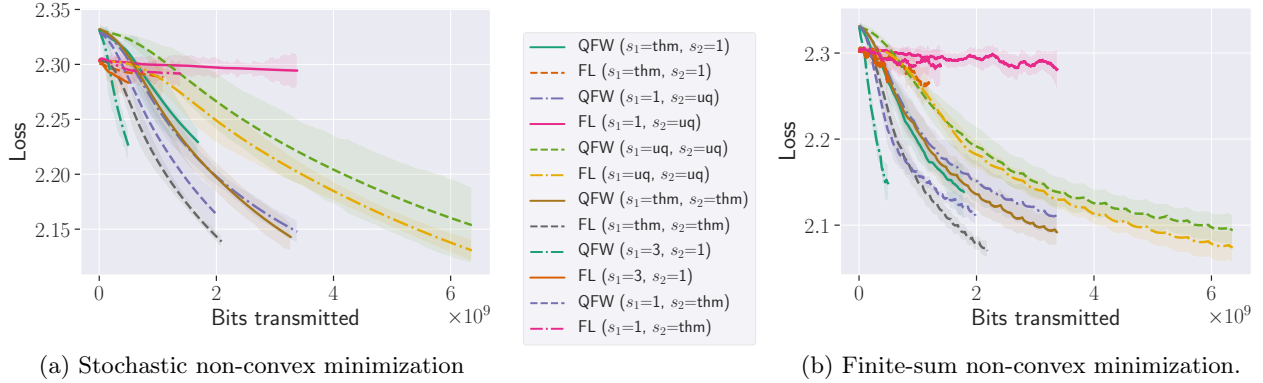 2.35
2.30
2.25
2.20
2.15
Loss
0 2 4 6
Bits transmitted ×10⁹
(a) Stochastic non-convex minimization
QFW (s₁=thm, s₂=1)
FL (s₁=thm, s₂=1)
QFW (s₁=1, s₂=uq)
FL (s₁=1, s₂=uq)
QFW (s₁=uq, s₂=uq)
FL (s₁=uq, s₂=uq)
QFW (s₁=thm, s₂=thm)
FL (s₁=thm, s₂=thm)
QFW (s₁=3, s₂=1)
FL (s₁=3, s₂=1)
QFW (s₁=1, s₂=thm)
FL (s₁=1, s₂=thm)
2.3
2.2
2.1
Loss
0 2 4 6
Bits transmitted ×10⁹
(b) Finite-sum non-convex minimization.